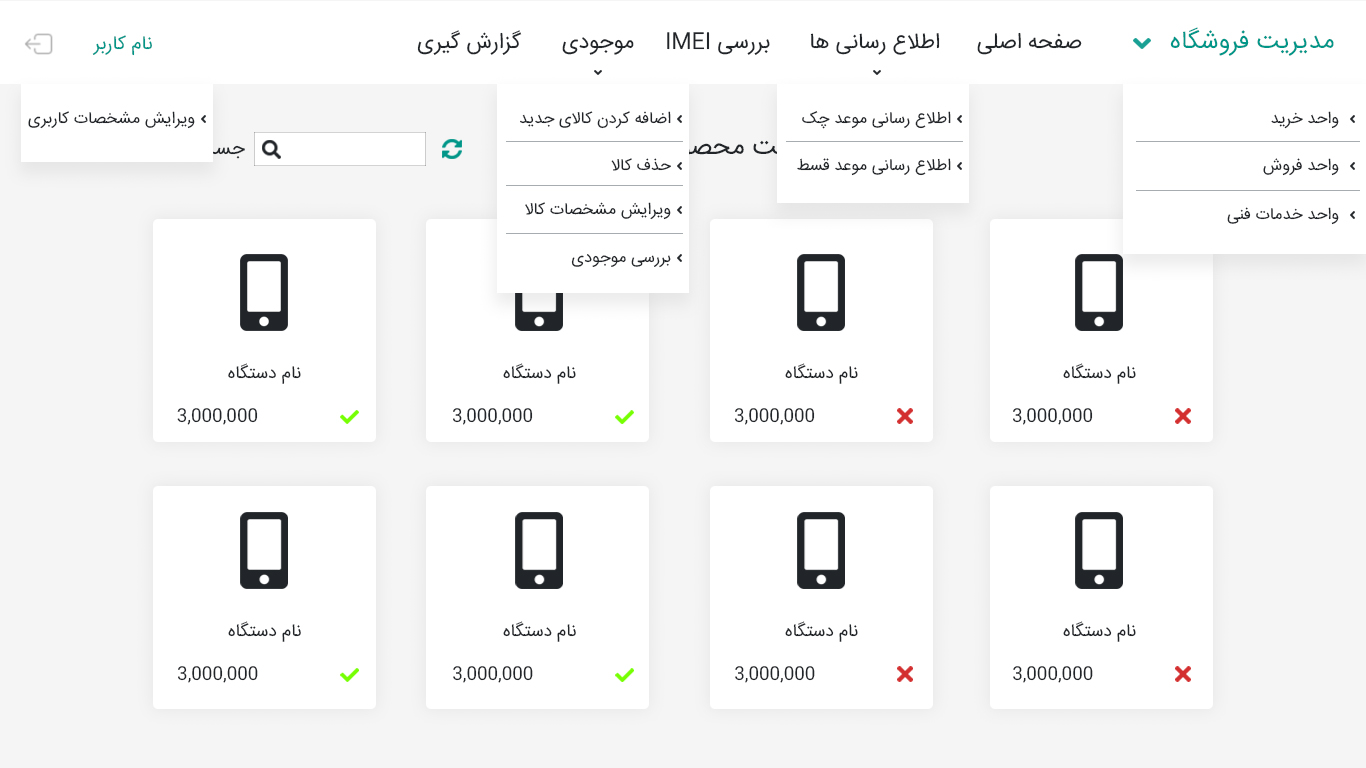 مدیریت فروشگاه
صفحه اصلی
اطلاع رسانی ها
بررسی IMEI
موجودی
گزارش گیری
نام کاربر
واحد خرید
واحد فروش
واحد خدمات فنی
اطلاع رسانی موعد چک
اطلاع رسانی موعد قسط
اضافه کردن کالای جدید
حذف کالا
ویرایش مشخصات کالا
بررسی موجودی
ویرایش مشخصات کاربری
نام دستگاه
3,000,000
نام دستگاه
3,000,000
نام دستگاه
3,000,000
نام دستگاه
3,000,000
نام دستگاه
3,000,000
نام دستگاه
3,000,000
نام دستگاه
3,000,000
نام دستگاه
3,000,000